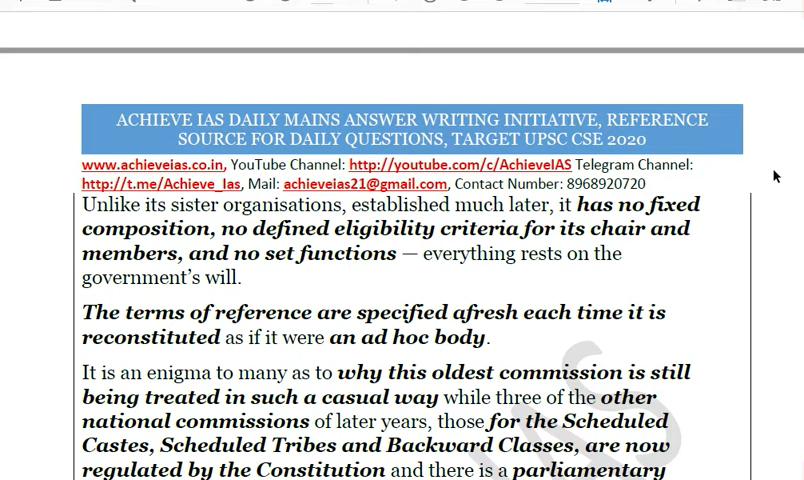 ACHIEVE IAS DAILY MAINS ANSWER WRITING INITIATIVE, REFERENCE
SOURCE FOR DAILY QUESTIONS, TARGET UPSC CSE 2020
www.achieveias.co.in, YouTube Channel: http://youtube.com/c/AchieveIAS Telegram Channel:
http://t.me/Achieve_Ias, Mail: achieveias21@gmail.com, Contact Number: 8968920720
Unlike its sister organisations, established much later, it has no fixed
composition, no defined eligibility criteria for its chair and
members, and no set functions — everything rests on the
government's will.
The terms of reference are specified afresh each time it is
reconstituted as if it were an ad hoc body.
It is an enigma to many as to why this oldest commission is still
being treated in such a casual way while three of the other
national commissions of later years, those for the Scheduled
Castes, Scheduled Tribes and Backward Classes, are now
regulated by the Constitution and there is a parliamentary
IAS